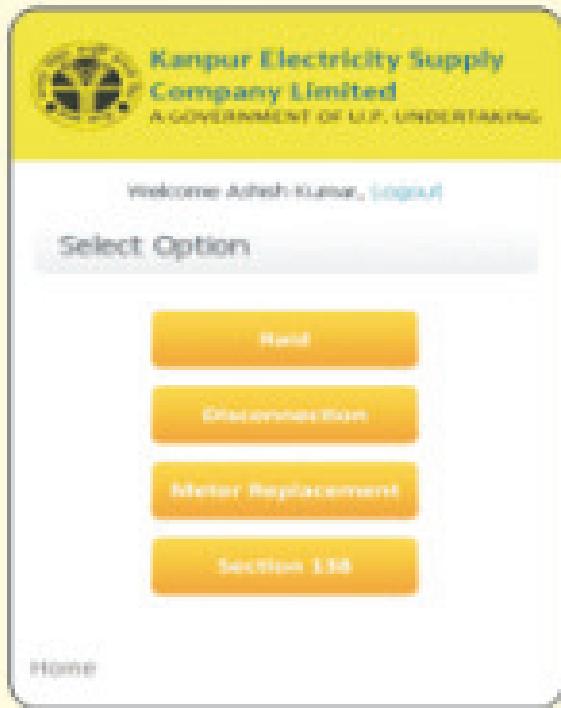 Kanpur Electricity Supply
Company Limited
A GOVERNMENT OF U.P. UNDERTAKING
Welcome Ashish Kumar, Logout
Select Option
Raid
Disconnection
Meter Replacement
Section 138
Home